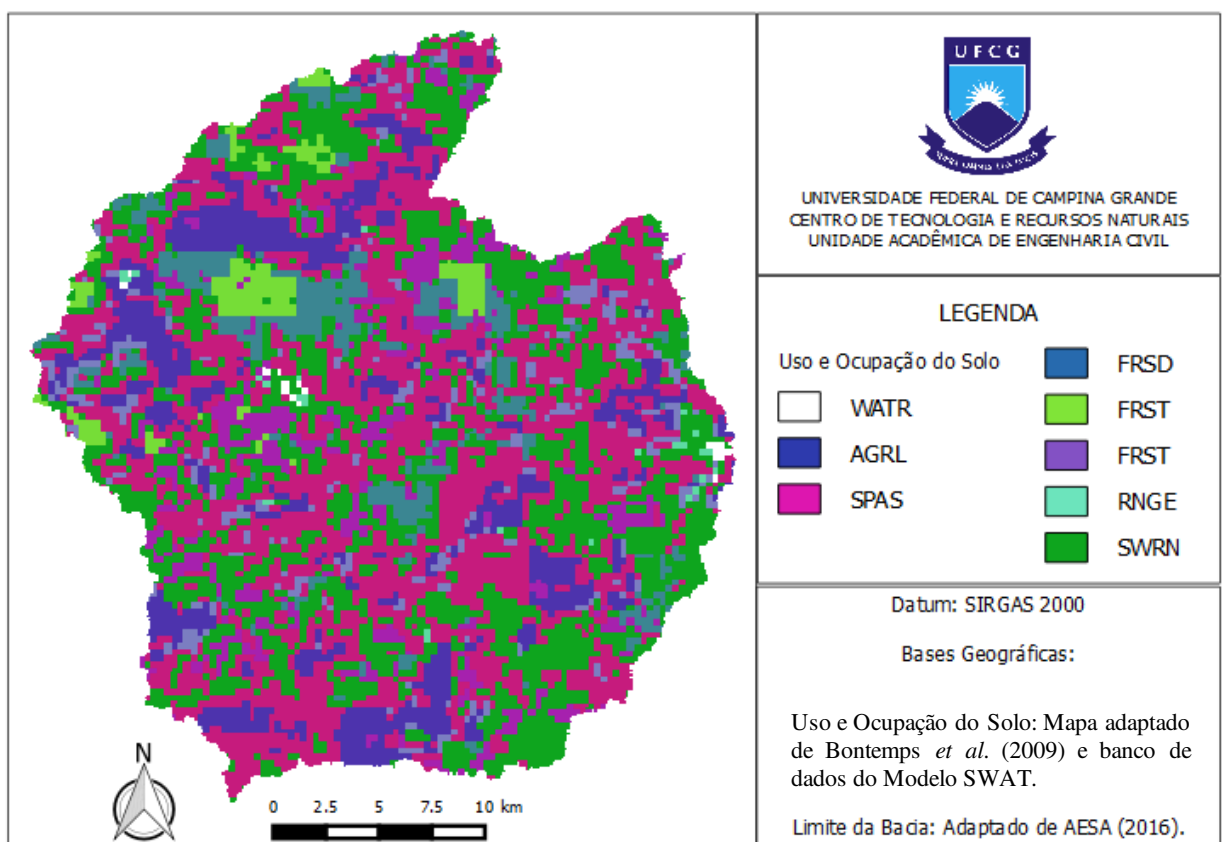 UFCG
UNIVERSIDADE FEDERAL DE CAMPINA GRANDE
CENTRO DE TECNOLOGIA E RECURSOS NATURAIS
UNIDADE ACADÊMICA DE ENGENHARIA CIVIL
LEGENDA
Uso e Ocupação do Solo
WATR
AGRL
SPAS
FRSD
FRST
FRST
RNGE
SWRN
Datum: SIRGAS 2000
Bases Geográficas:
Uso e Ocupação do Solo: Mapa adaptado
de Bontemps et al. (2009) e banco de
dados do Modelo SWAT.
Limite da Bacia: Adaptado de AESA (2016).
N
0 2.5 5 7.5 10 km